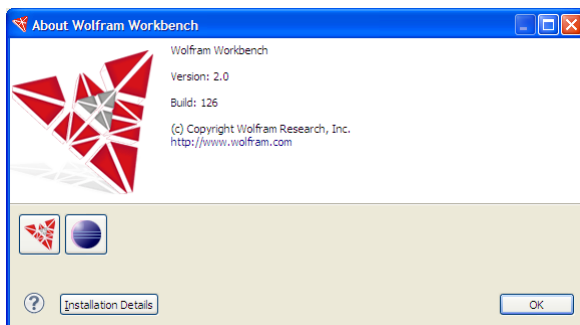 About Wolfram Workbench
Wolfram Workbench
Version: 2.0
Build: 126
(c) Copyright Wolfram Research, Inc.
http://www.wolfram.com
?
Installation Details
OK